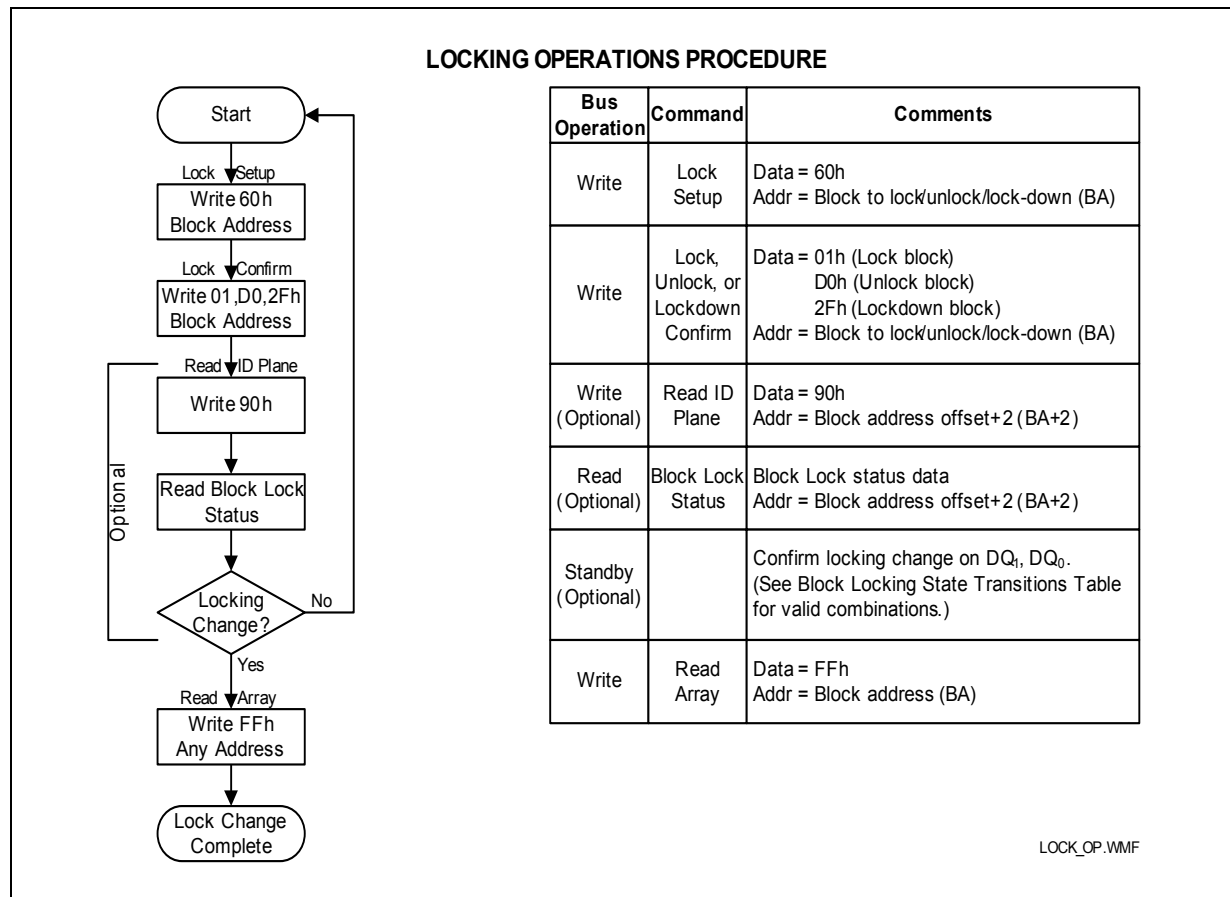 LOCKING OPERATIONS PROCEDURE
Start
Lock Setup
Write 60h
Block Address
Lock Confirm
Write 01,D0,2Fh
Block Address
Read ID Plane
Write 90h
Optional
Read Block Lock
Status
Locking
Change?
No
Yes
Read Array
Write FFh
Any Address
Lock Change
Complete
Bus
Operation
Command
Comments
Write
Lock
Setup
Data = 60h
Addr = Block to lock/unlock/lock-down (BA)
Write
Lock,
Unlock, or
Lockdown
Confirm
Data = 01h (Lock block)
D0h (Unlock block)
2Fh (Lockdown block)
Addr = Block to lock/unlock/lock-down (BA)
Write
(Optional)
Read ID
Plane
Data = 90h
Addr = Block address offset+2 (BA+2)
Read
(Optional)
Block Lock
Status
Block Lock status data
Addr = Block address offset+2 (BA+2)
Standby
(Optional)
Confirm locking change on DQ₁, DQ₀.
(See Block Locking State Transitions Table
for valid combinations.)
Write
Read
Array
Data = FFh
Addr = Block address (BA)
LOCK_OP.WMF